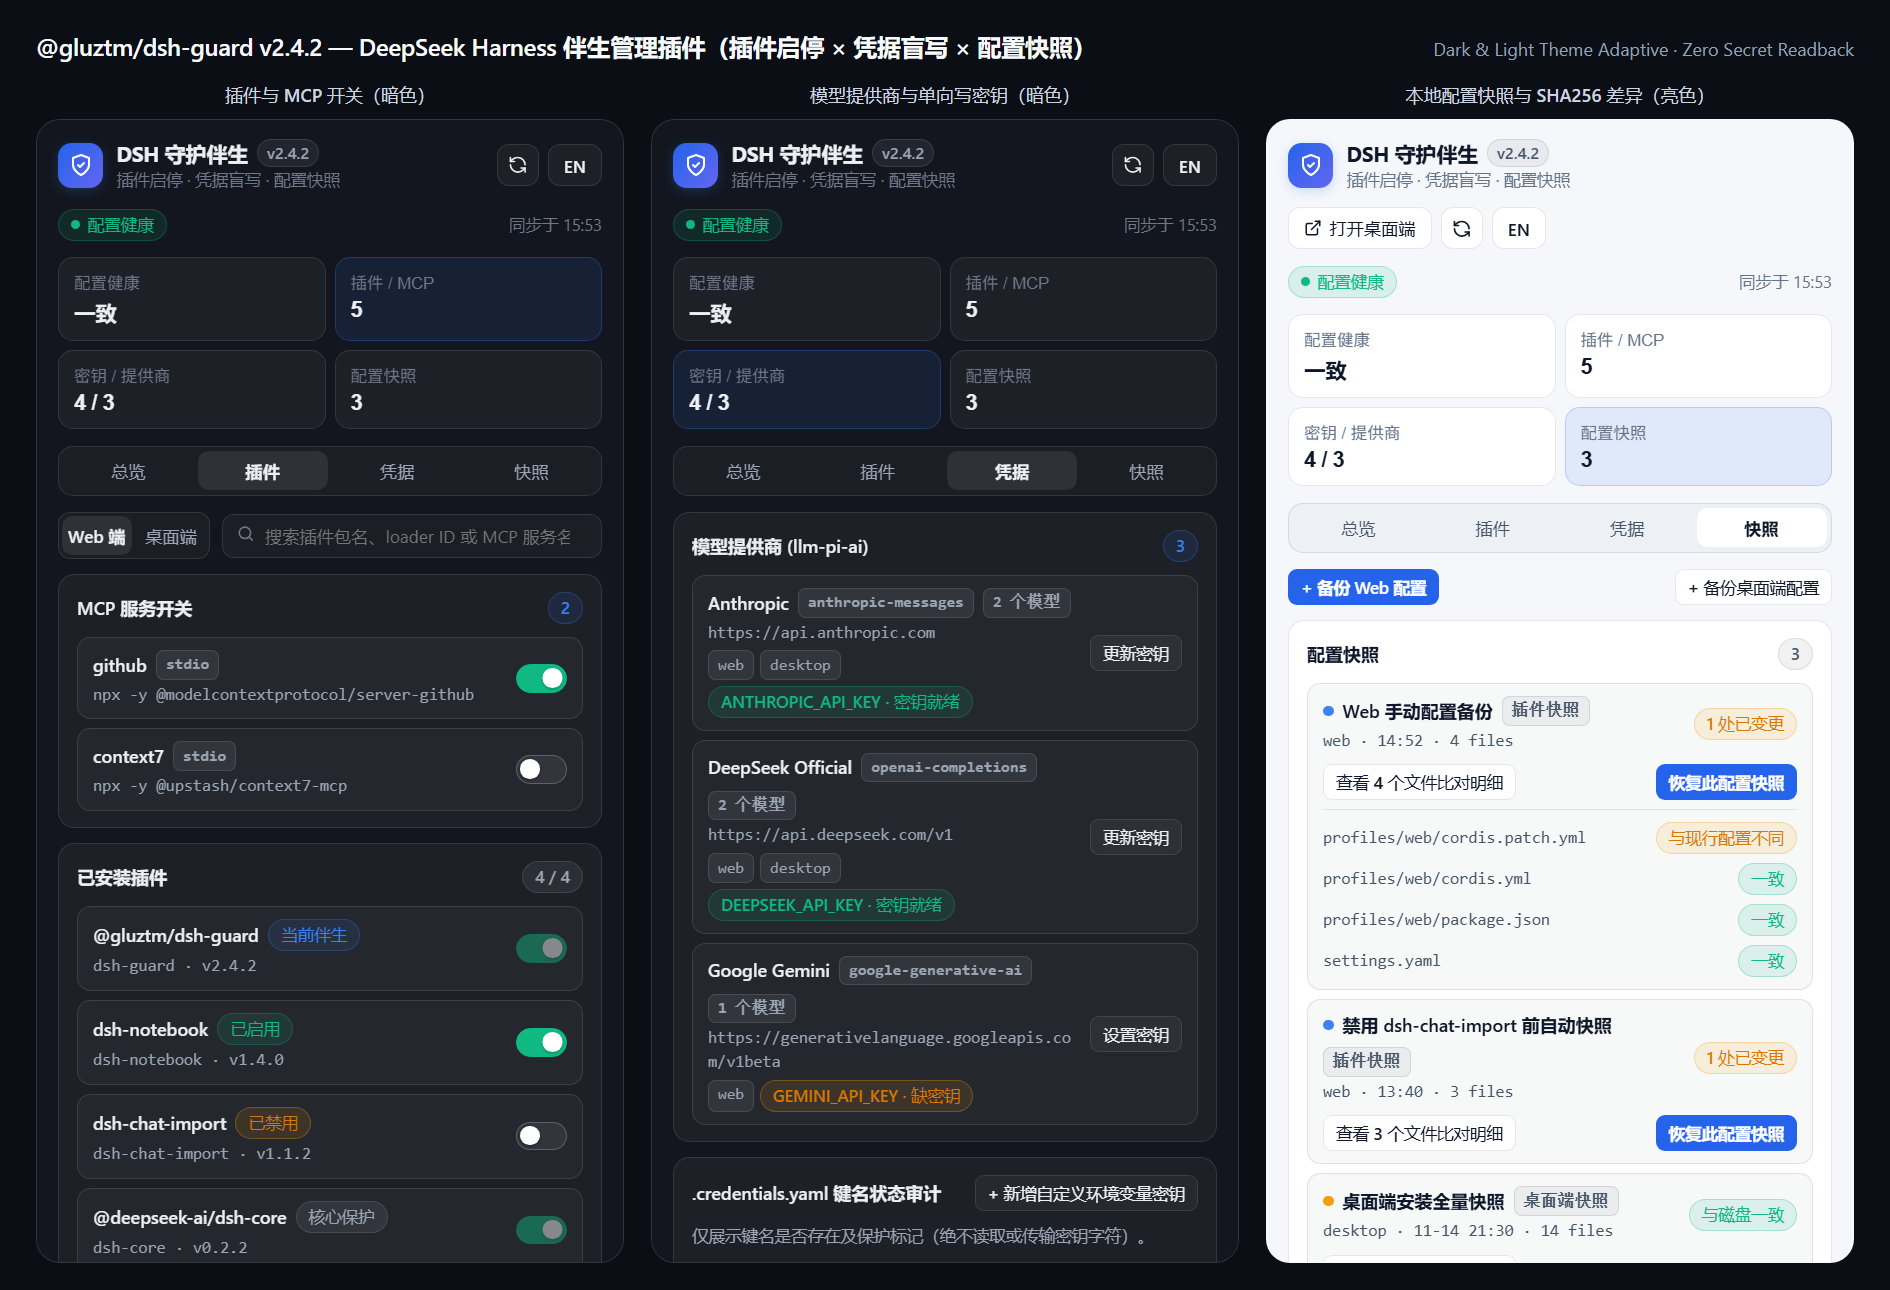 @gluztm/dsh-guard v2.4.2 — DeepSeek Harness 伴生管理插件（插件启停 × 凭据盲写 × 配置快照）
Dark & Light Theme Adaptive · Zero Secret Readback
插件与 MCP 开关（暗色）
DSH 守护伴生 v2.4.2
插件启停 · 凭据盲写 · 配置快照
EN
配置健康
同步于 15:53
配置健康
一致
插件 / MCP
5
密钥 / 提供商
4 / 3
配置快照
3
总览 插件 凭据 快照
Web 端 桌面端 搜索插件包名、loader ID 或 MCP 服务名
MCP 服务开关 2
github stdio
npx -y @modelcontextprotocol/server-github
context7 stdio
npx -y @upstash/context7-mcp
已安装插件 4 / 4
@gluztm/dsh-guard 当前伴生
dsh-guard · v2.4.2
dsh-notebook 已启用
dsh-notebook · v1.4.0
dsh-chat-import 已禁用
dsh-chat-import · v1.1.2
@deepseek-ai/dsh-core 核心保护
dsh-core · v0.2.2
模型提供商与单向写密钥（暗色）
DSH 守护伴生 v2.4.2
插件启停 · 凭据盲写 · 配置快照
EN
配置健康
同步于 15:53
配置健康
一致
插件 / MCP
5
密钥 / 提供商
4 / 3
配置快照
3
总览 插件 凭据 快照
模型提供商 (llm-pi-ai) 3
Anthropic anthropic-messages 2 个模型
https://api.anthropic.com
web desktop
ANTHROPIC_API_KEY · 密钥就绪
更新密钥
DeepSeek Official openai-completions
2 个模型
https://api.deepseek.com/v1
web desktop
DEEPSEEK_API_KEY · 密钥就绪
更新密钥
Google Gemini google-generative-ai
1 个模型
https://generativelanguage.googleapis.co
m/v1beta
web GEMINI_API_KEY · 缺密钥
设置密钥
.credentials.yaml 键名状态审计 + 新增自定义环境变量密钥
仅展示键名是否存在及保护标记（绝不读取或传输密钥字符）。
本地配置快照与 SHA256 差异（亮色）
DSH 守护伴生 v2.4.2
插件启停 · 凭据盲写 · 配置快照
打开桌面端 EN
配置健康
同步于 15:53
配置健康
一致
插件 / MCP
5
密钥 / 提供商
4 / 3
配置快照
3
总览 插件 凭据 快照
+ 备份 Web 配置 + 备份桌面端配置
配置快照 3
Web 手动配置备份 插件快照
web · 14:52 · 4 files
1 处已变更
查看 4 个文件比对明细 恢复此配置快照
profiles/web/cordis.patch.yml 与现行配置不同
profiles/web/cordis.yml 一致
profiles/web/package.json 一致
settings.yaml 一致
禁用 dsh-chat-import 前自动快照
插件快照
web · 13:40 · 3 files
1 处已变更
查看 3 个文件比对明细 恢复此配置快照
桌面端安装全量快照 桌面端快照
desktop · 11-14 21:30 · 14 files
与磁盘一致